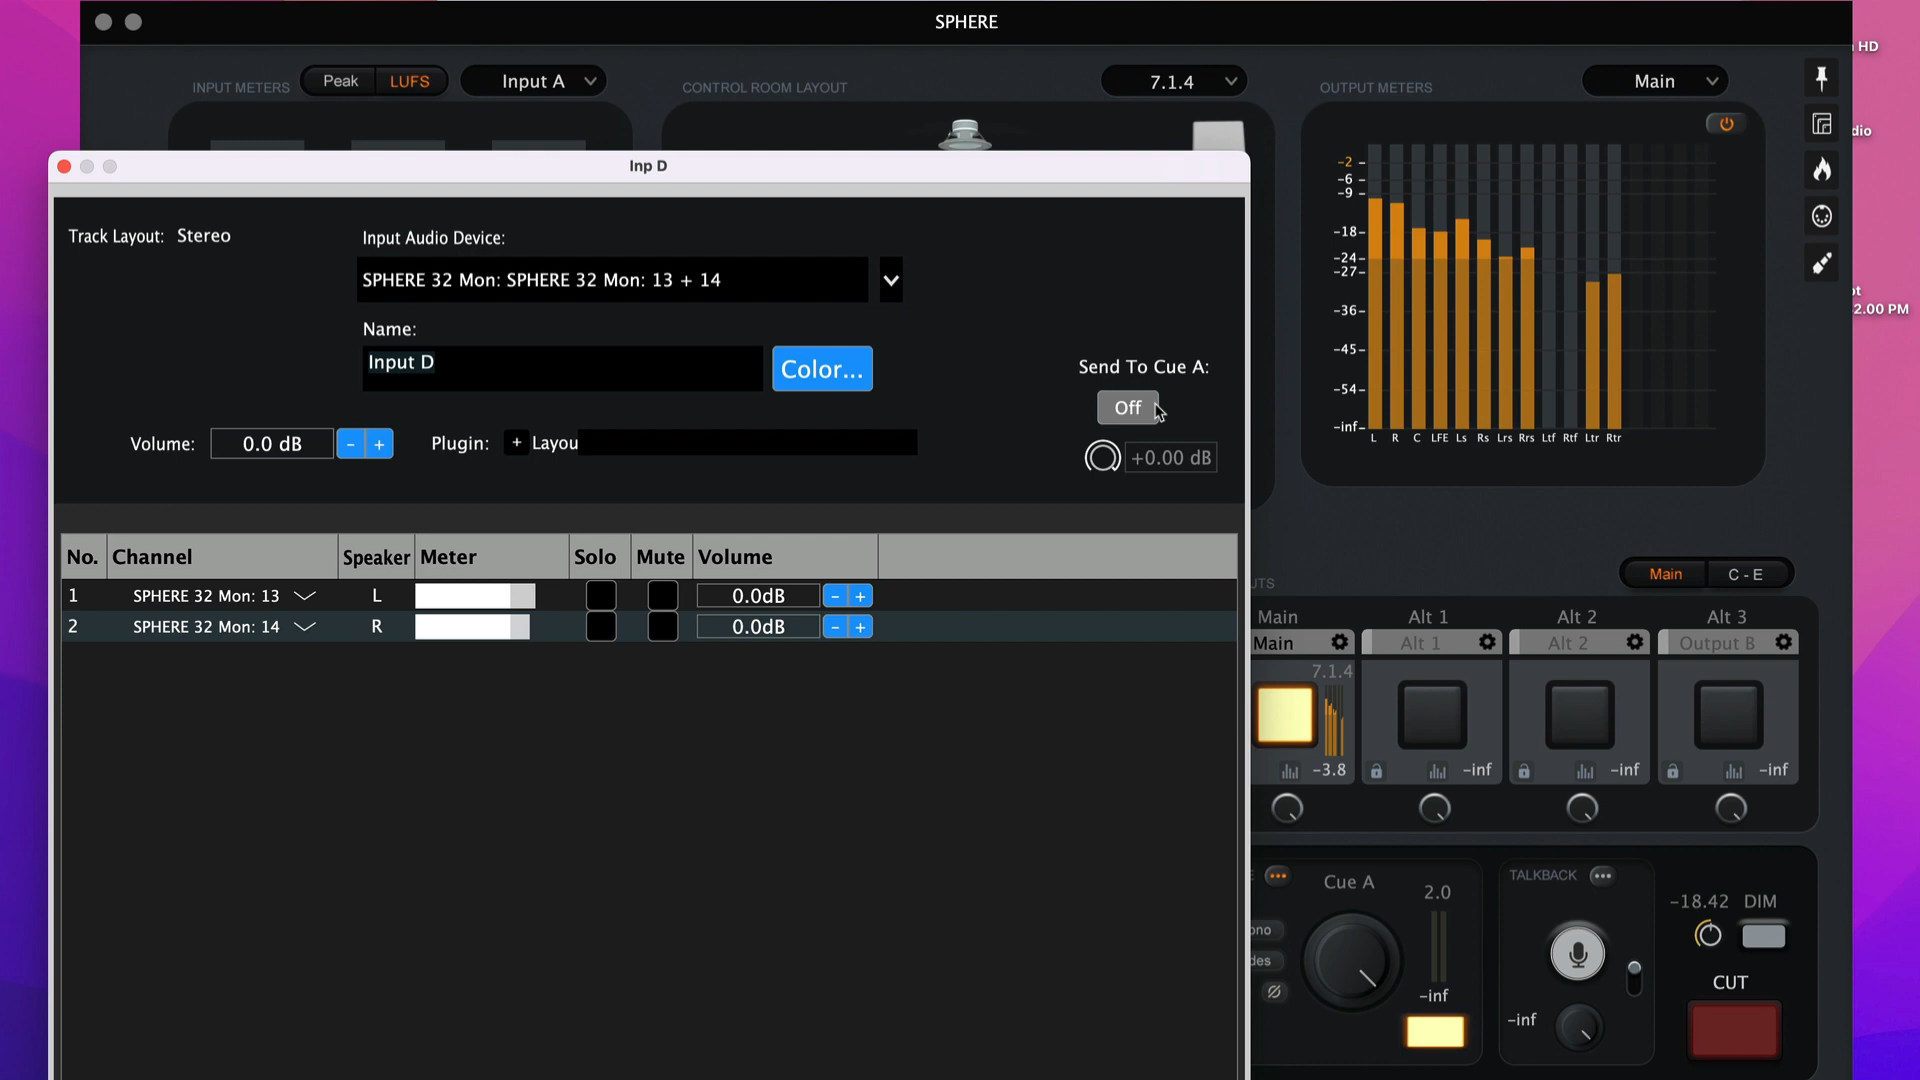 SPHERE
HD
INPUT METERS
Peak
LUFS
Input A
CONTROL ROOM LAYOUT
7.1.4
OUTPUT METERS
Main
dio
Inp D
-2
-6
-9
-18
-24
-27
-36
-45
-54
-inf
L R C LFE Ls Rs Lrs Rrs Ltf Rtf Ltr Rtr
2.00 PM
Track Layout: Stereo
Input Audio Device:
SPHERE 32 Mon: SPHERE 32 Mon: 13 + 14
Name:
Input D
Color...
Send To Cue A:
Off
+0.00 dB
Volume:
0.0 dB
- +
Plugin:
+ Layou
No. Channel Speaker Meter Solo Mute Volume
1 SPHERE 32 Mon: 13 L 0.0dB - +
2 SPHERE 32 Mon: 14 R 0.0dB - +
UTS
Main
C - E
Main Alt 1 Alt 2 Alt 3
Main Alt 1 Alt 2 Output B
7.1.4
-3.8 -inf -inf -inf
Cue A
2.0
-inf
TALKBACK
-inf
-18.42 DIM
CUT
ono
des